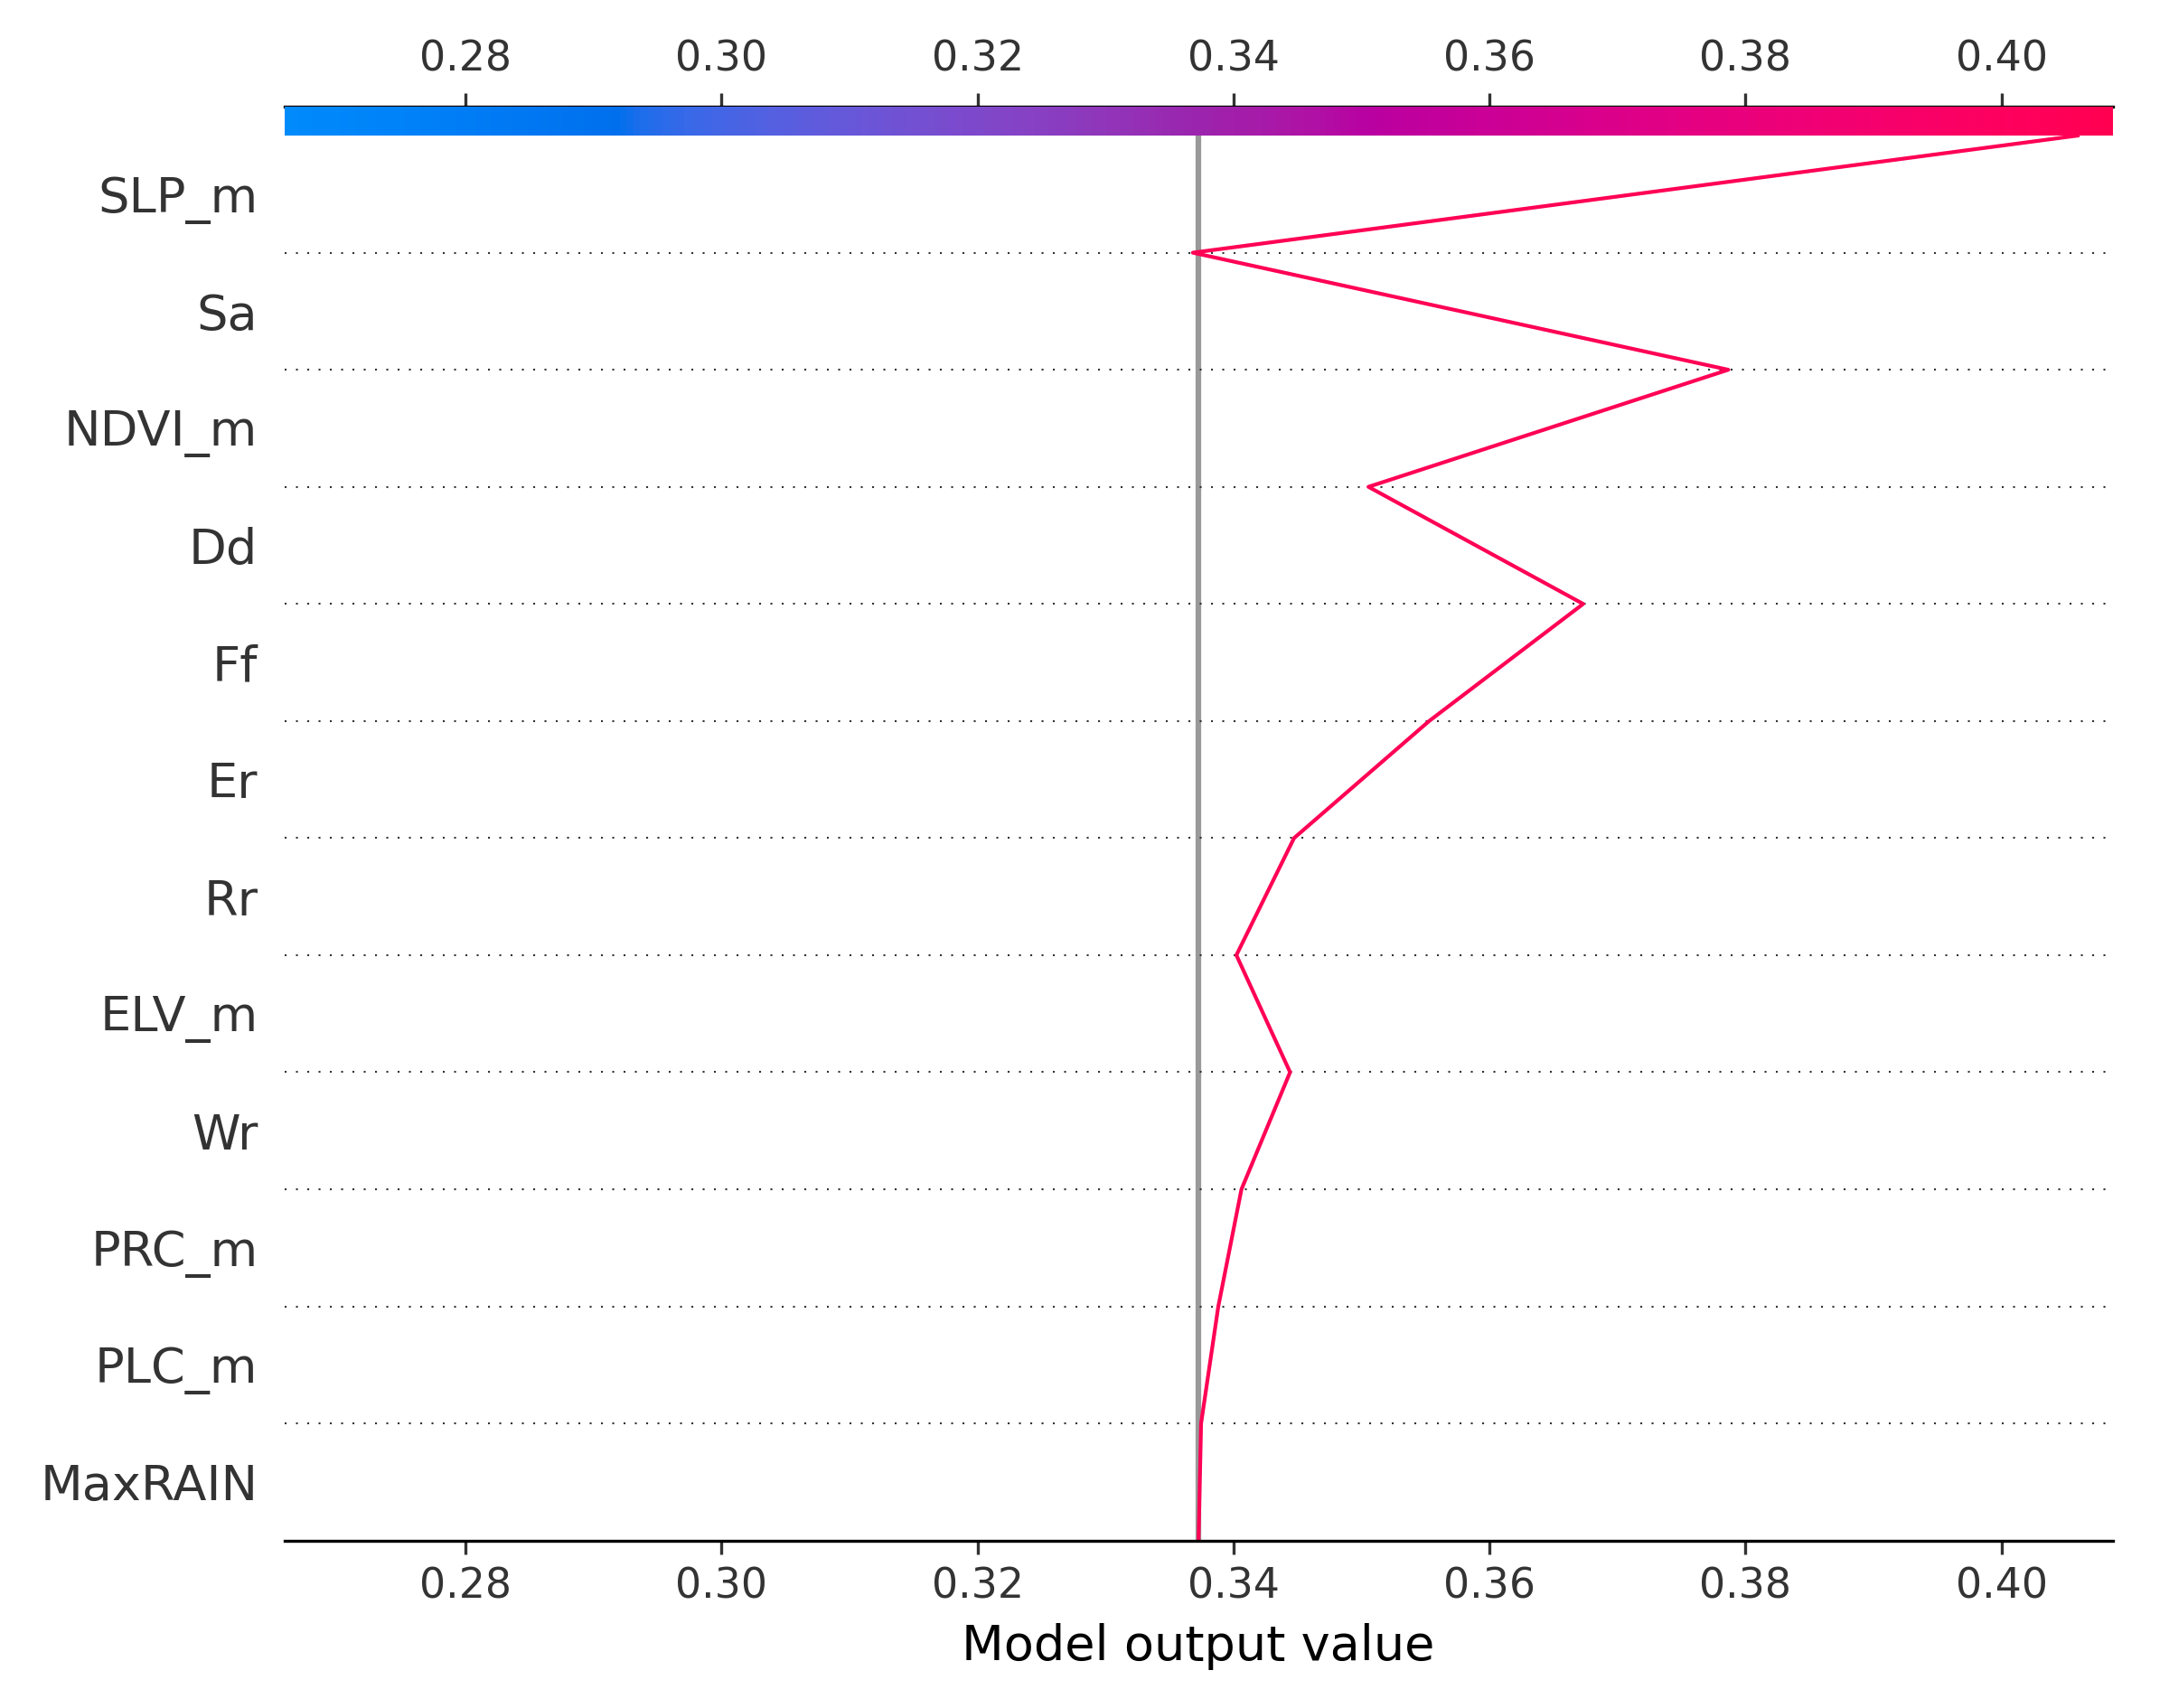 0.28 0.30 0.32 0.34 0.36 0.38 0.40
SLP_m
Sa
NDVI_m
Dd
Ff
Er
Rr
ELV_m
Wr
PRC_m
PLC_m
MaxRAIN
0.28 0.30 0.32 0.34 0.36 0.38 0.40
Model output value